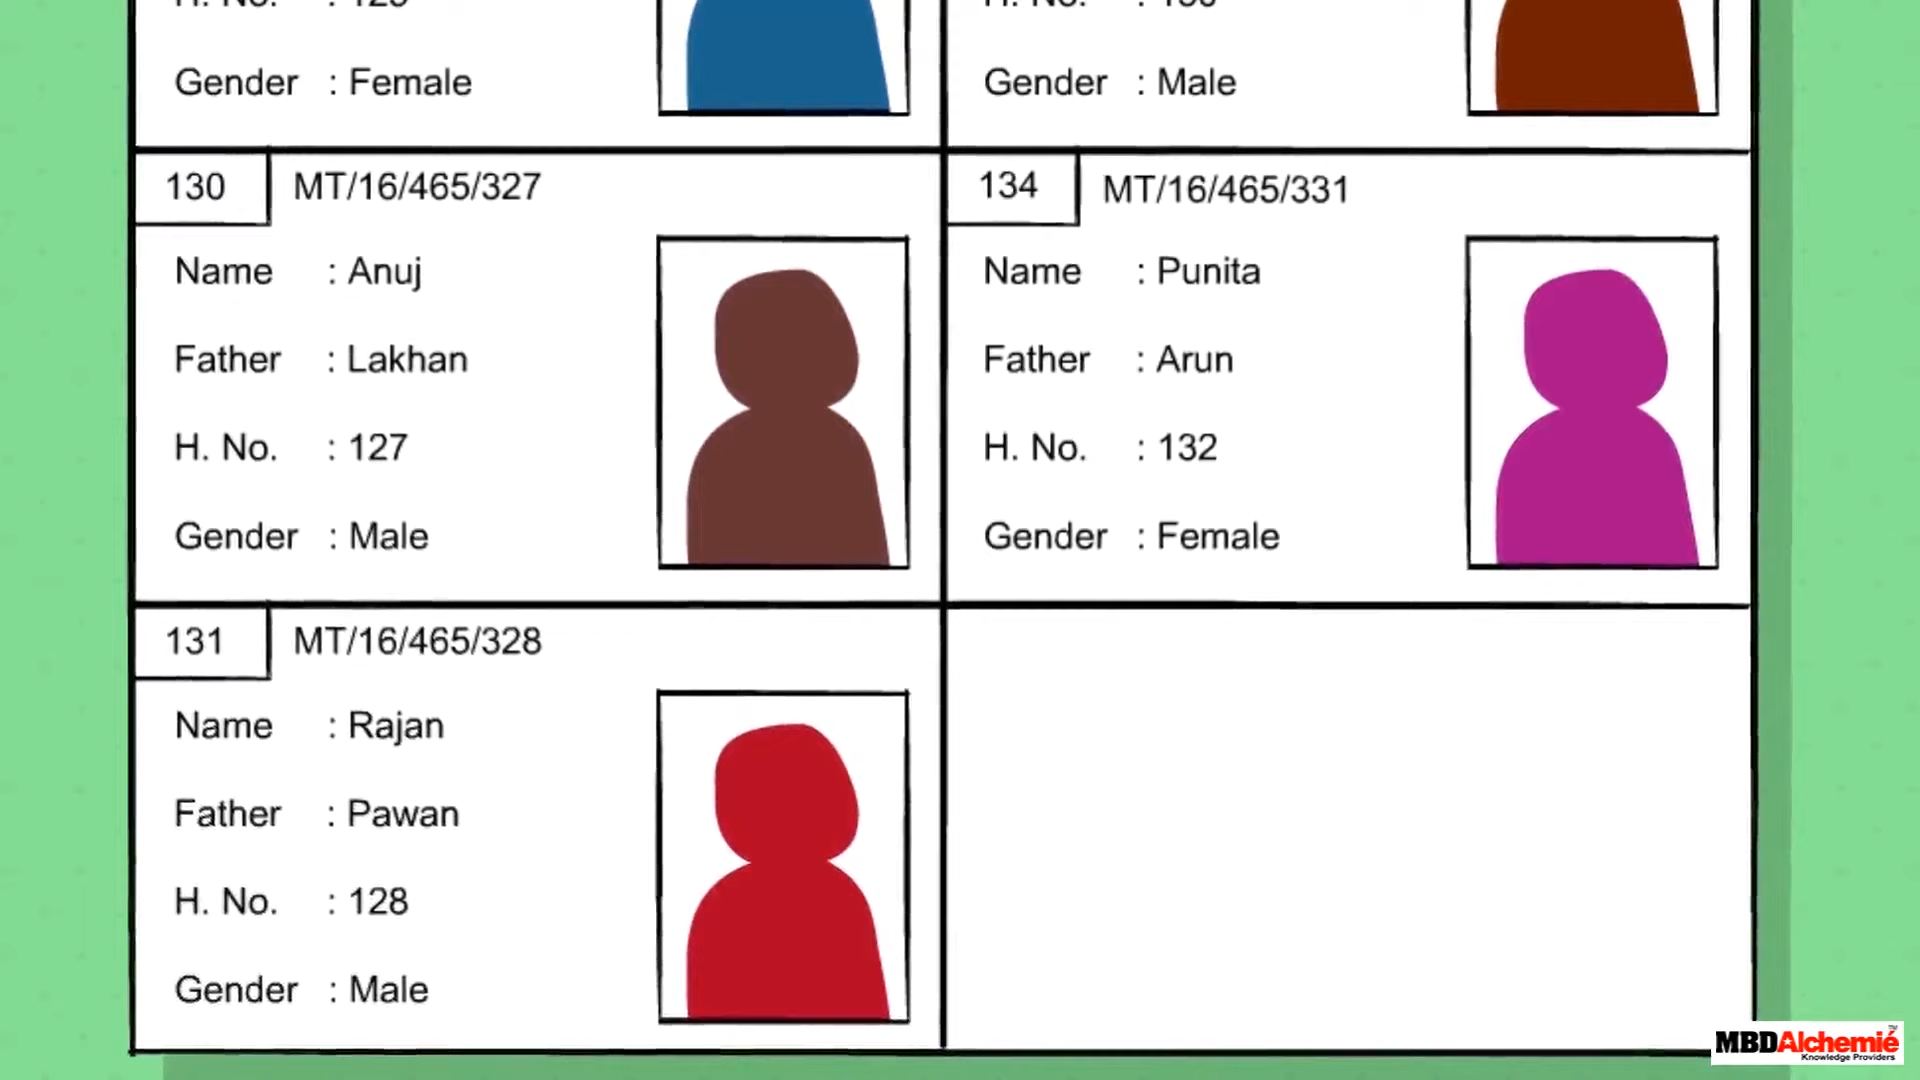 Gender : Female
Gender : Male
130 MT/16/465/327
Name : Anuj
Father : Lakhan
H. No. : 127
Gender : Male
134 MT/16/465/331
Name : Punita
Father : Arun
H. No. : 132
Gender : Female
131 MT/16/465/328
Name : Rajan
Father : Pawan
H. No. : 128
Gender : Male
MBDAlchemié™
Knowledge Providers